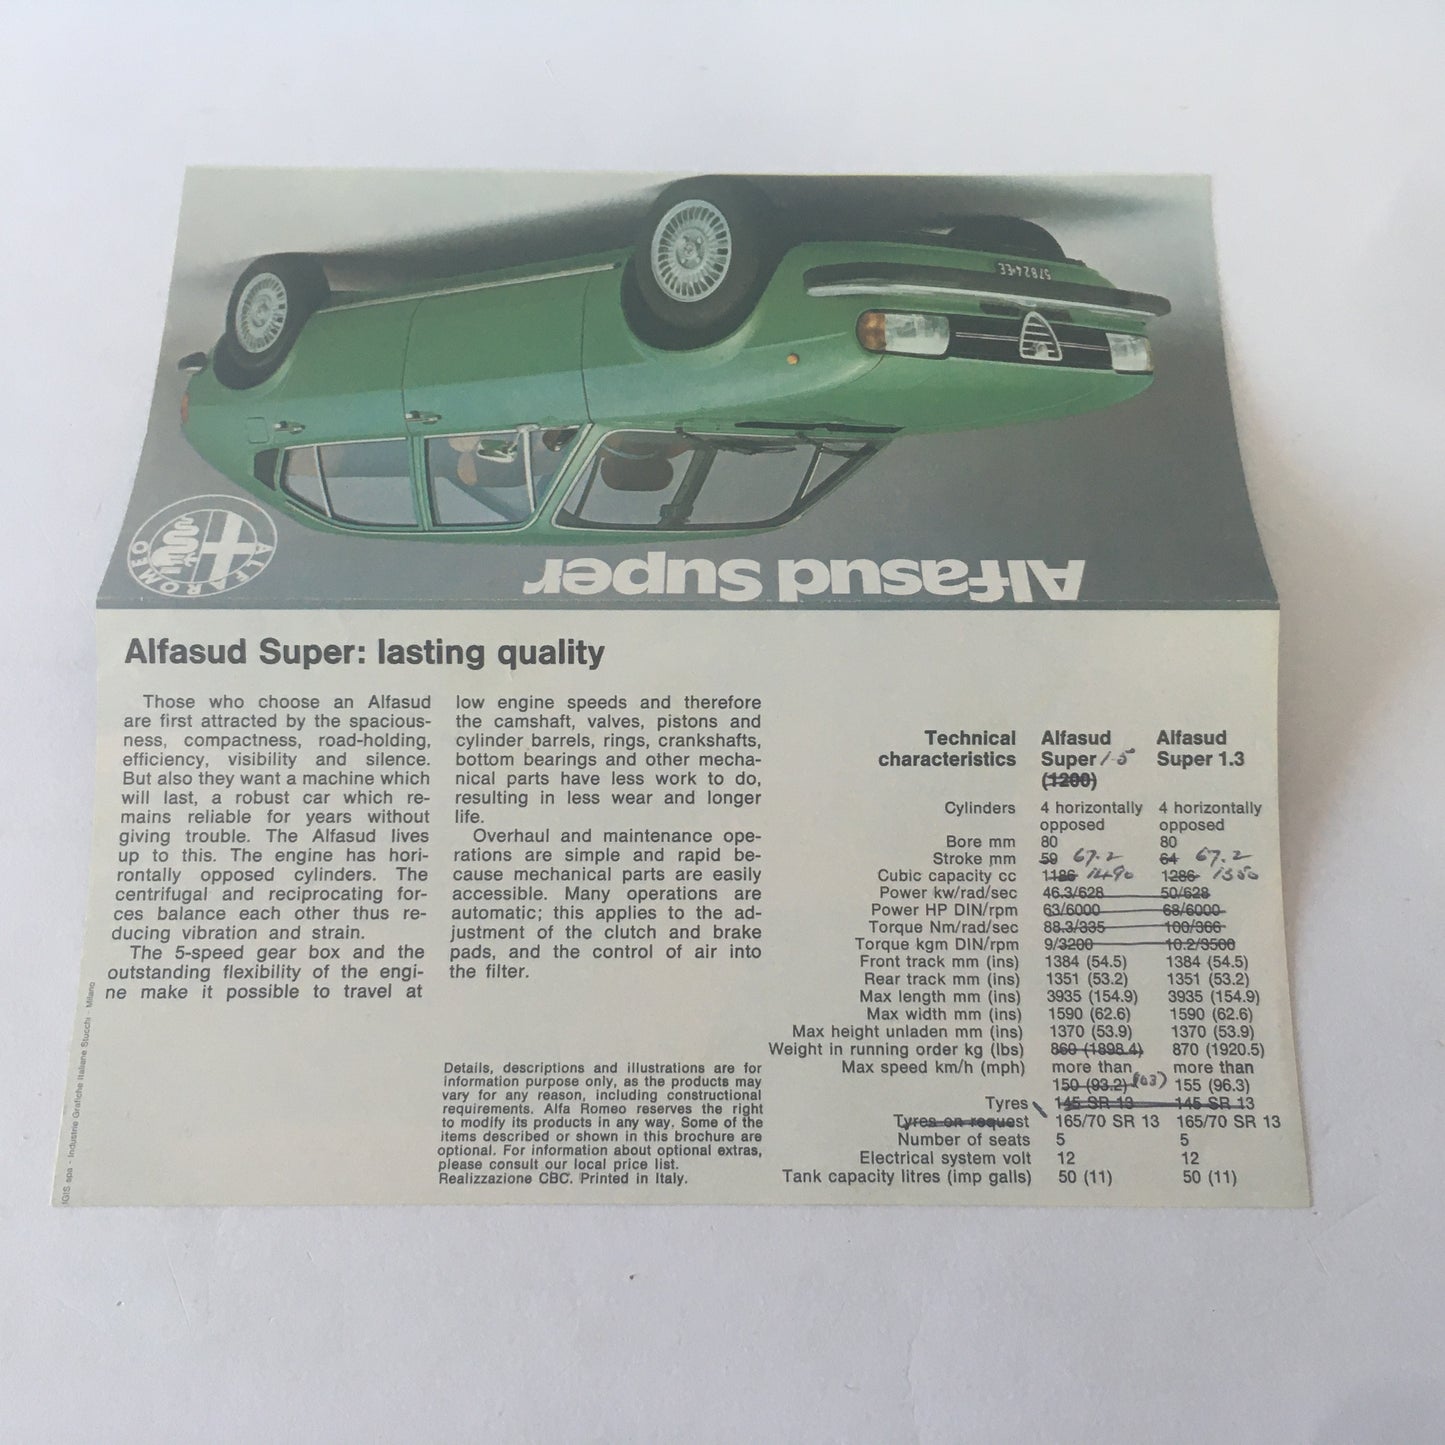 57824·EE
ALFA ROMEO
Alfasud Super
Alfasud Super: lasting quality
Those who choose an Alfasud
are first attracted by the spacious-
ness, compactness, road-holding,
efficiency, visibility and silence.
But also they want a machine which
will last, a robust car which re-
mains reliable for years without
giving trouble. The Alfasud lives
up to this. The engine has hori-
rontally opposed cylinders. The
centrifugal and reciprocating for-
ces balance each other thus re-
ducing vibration and strain.
The 5-speed gear box and the
outstanding flexibility of the engi-
ne make it possible to travel at
low engine speeds and therefore
the camshaft, valves, pistons and
cylinder barrels, rings, crankshafts,
bottom bearings and other mecha-
nical parts have less work to do,
resulting in less wear and longer
life.
Overhaul and maintenance ope-
rations are simple and rapid be-
cause mechanical parts are easily
accessible. Many operations are
automatic; this applies to the ad-
justment of the clutch and brake
pads, and the control of air into
the filter.
Details, descriptions and illustrations are for
information purpose only, as the products may
vary for any reason, including constructional
requirements. Alfa Romeo reserves the right
to modify its products in any way. Some of the
items described or shown in this brochure are
optional. For information about optional extras,
please consult our local price list.
Realizzazione CBC. Printed in Italy.
IGIS spa - Industrie Grafiche Italiane Stucchi - Milano
Technical Alfasud Alfasud
characteristics Super 1.5 Super 1.3
(1200)
Cylinders 4 horizontally 4 horizontally
opposed opposed
Bore mm 80 80
Stroke mm 59 67.2 64 67.2
Cubic capacity cc 1186 1490 1286 1350
Power kw/rad/sec 46.3/628 50/628
Power HP DIN/rpm 63/6000 68/6000
Torque Nm/rad/sec 88.3/335 100/366
Torque kgm DIN/rpm 9/3200 10.2/3500
Front track mm (ins) 1384 (54.5) 1384 (54.5)
Rear track mm (ins) 1351 (53.2) 1351 (53.2)
Max length mm (ins) 3935 (154.9) 3935 (154.9)
Max width mm (ins) 1590 (62.6) 1590 (62.6)
Max height unladen mm (ins) 1370 (53.9) 1370 (53.9)
Weight in running order kg (lbs) 860 (1898.4) 870 (1920.5)
Max speed km/h (mph) more than more than
150 (93.2) 155 (96.3)
Tyres 145 SR 13 145 SR 13
Tyres on request 165/70 SR 13 165/70 SR 13
Number of seats 5 5
Electrical system volt 12 12
Tank capacity litres (imp galls) 50 (11) 50 (11)